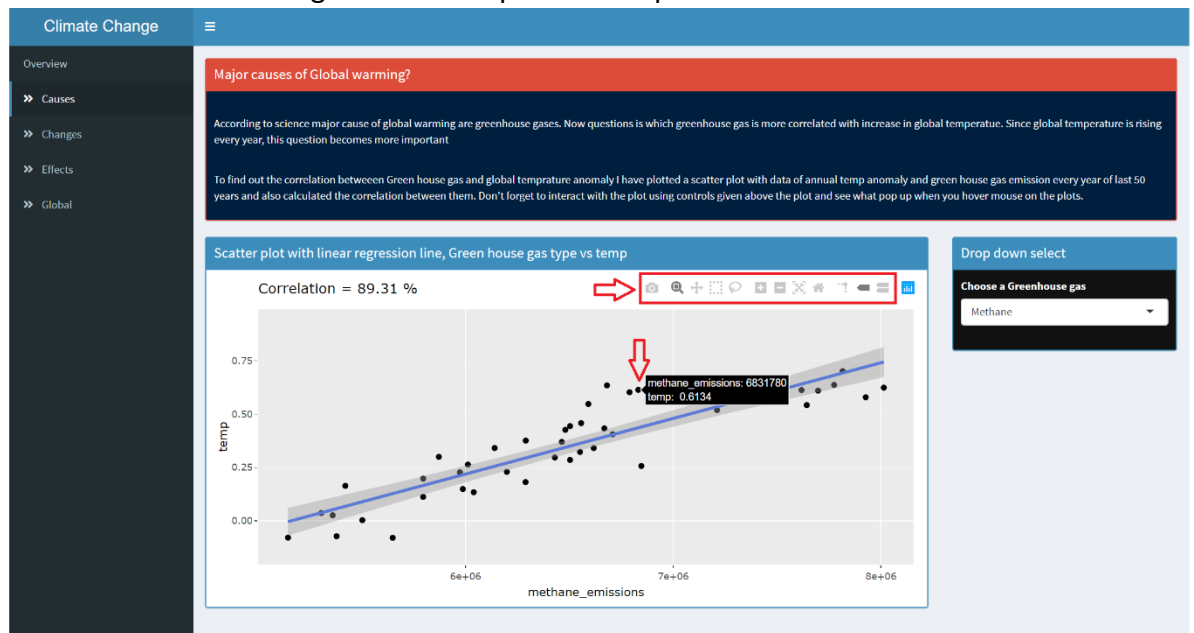 Climate Change
Overview
Causes
Changes
Effects
Global
Major causes of Global warming?
According to science major cause of global warming are greenhouse gases. Now questions is which greenhouse gas is more correlated with increase in global temperatue. Since global temperature is rising
every year, this question becomes more important
To find out the correlation betweeen Green house gas and global temprature anomaly I have plotted a scatter plot with data of annual temp anomaly and green house gas emission every year of last 50
years and also calculated the correlation between them. Don't forget to interact with the plot using controls given above the plot and see what pop up when you hover mouse on the plots.
Scatter plot with linear regression line, Green house gas type vs temp
Correlation = 89.31 %
0.75
0.50
0.25
0.00
temp
methane_emissions: 6831780
temp: 0.6134
6e+06 7e+06 8e+06
methane_emissions
Drop down select
Choose a Greenhouse gas
Methane